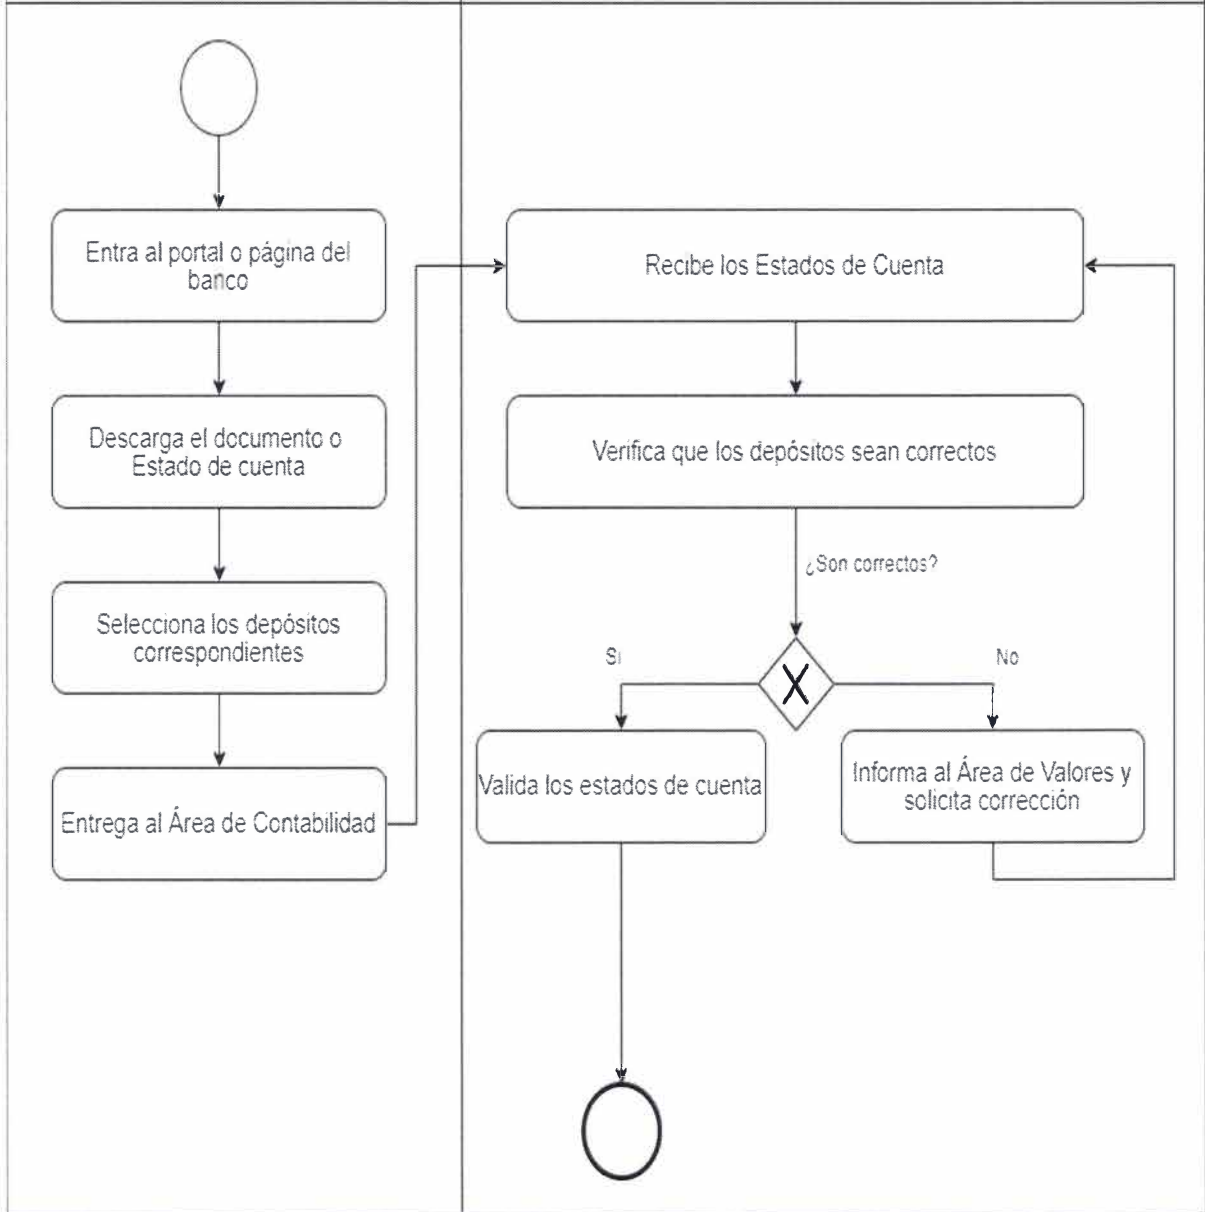 Entra al portal o página del
banco
Descarga el documento o
Estado de cuenta
Selecciona los depósitos
correspondientes
Entrega al Área de Contabilidad
Recibe los Estados de Cuenta
Verifica que los depósitos sean correctos
¿Son correctos?
Si
No
X
Valida los estados de cuenta
Informa al Área de Valores y
solicita corrección